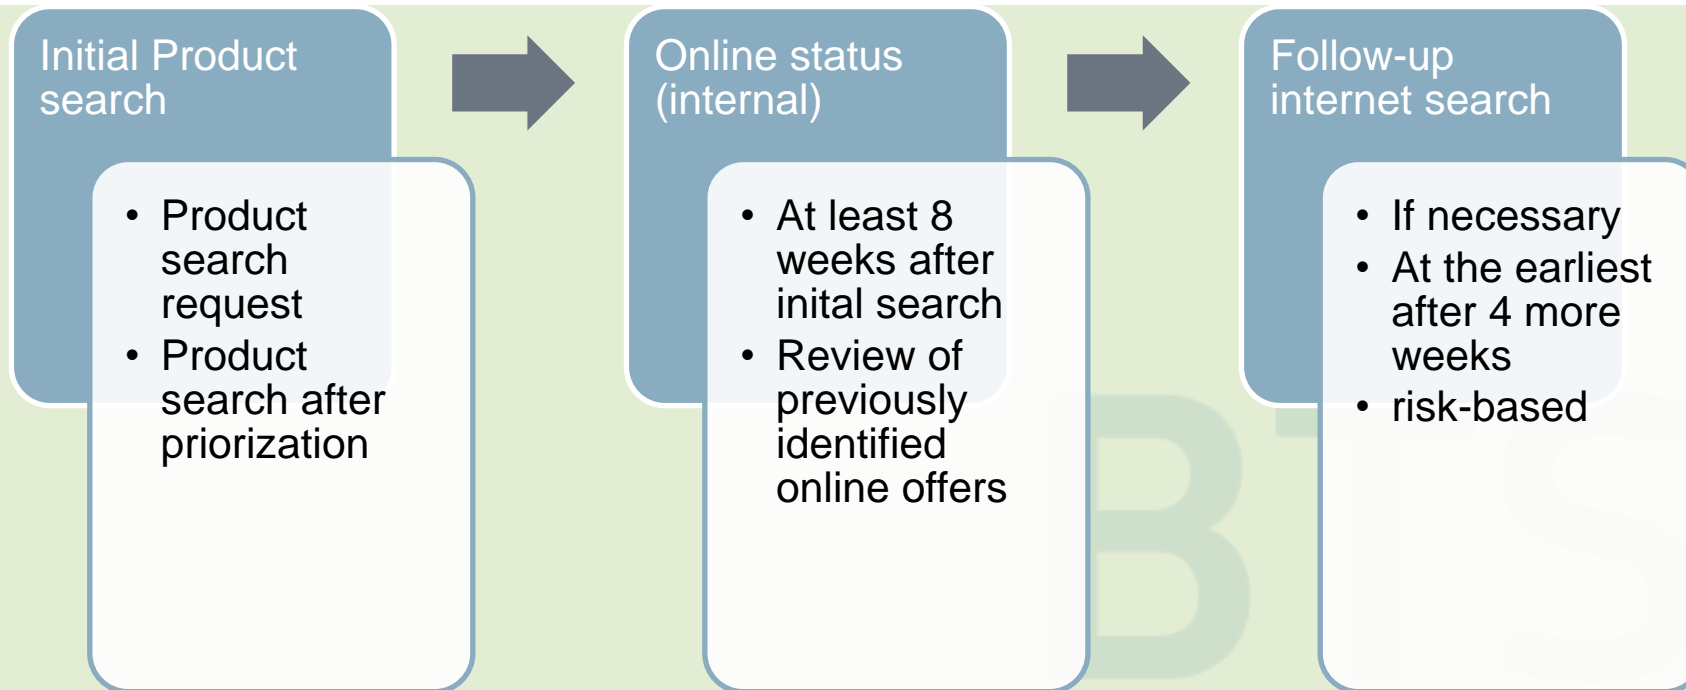 Initial Product
search
• Product
search
request
• Product
search after
priorization
Online status
(internal)
• At least 8
weeks after
inital search
• Review of
previously
identified
online offers
Follow-up
internet search
• If necessary
• At the earliest
after 4 more
weeks
• risk-based
BTS